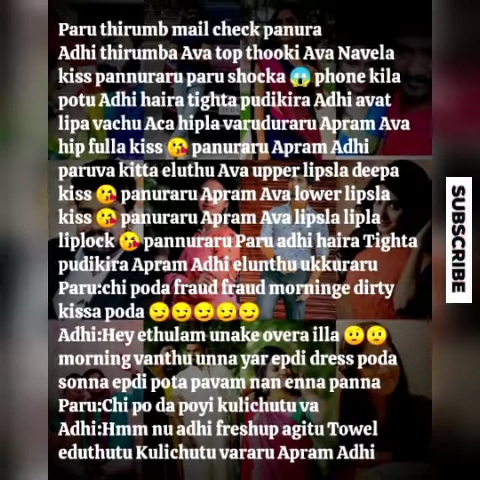 Paru thirumb mail check panura
Adhi thirumba Ava top thooki Ava Navela
kiss pannuraru paru shocka 😱 phone kila
potu Adhi haira tighta pudikira Adhi avat
lipa vachu Aca hipla varuduraru Apram Ava
hip fulla kiss 😘 panuraru Apram Adhi
paruva kitta eluthu Ava upper lipsla deepa
kiss 😘 panuraru Apram Ava lower lipsla
kiss 😘 panuraru Apram Ava lipsla lipla
liplock 😘 pannuraru Paru adhi haira Tighta
pudikira Apram Adhi elunthu ukkuraru
Paru:chi poda fraud fraud morninge dirty
kissa poda 😏😏😏😏😏
Adhi:Hey ethulam unake overa illa 🙁🙁
morning vanthu unna yar epdi dress poda
sonna epdi pota pavam nan enna panna
Paru:Chi po da poyi kulichutu va
Adhi:Hmm nu adhi freshup agitu Towel
eduthutu Kulichutu vararu Apram Adhi
SUBSCRIBE